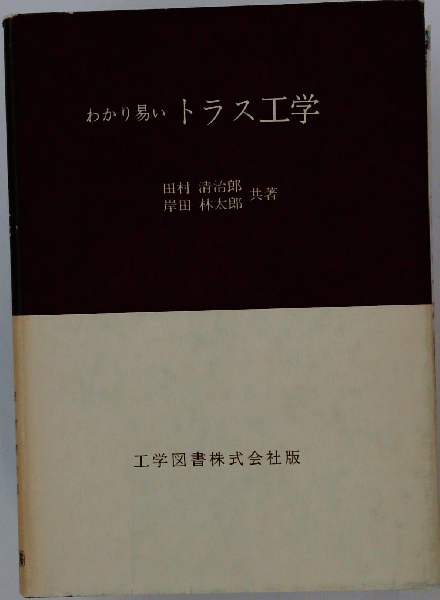 わかり易い トラス工学
田村 清治郎
岸田 林太郎 共著
工学図書株式会社版